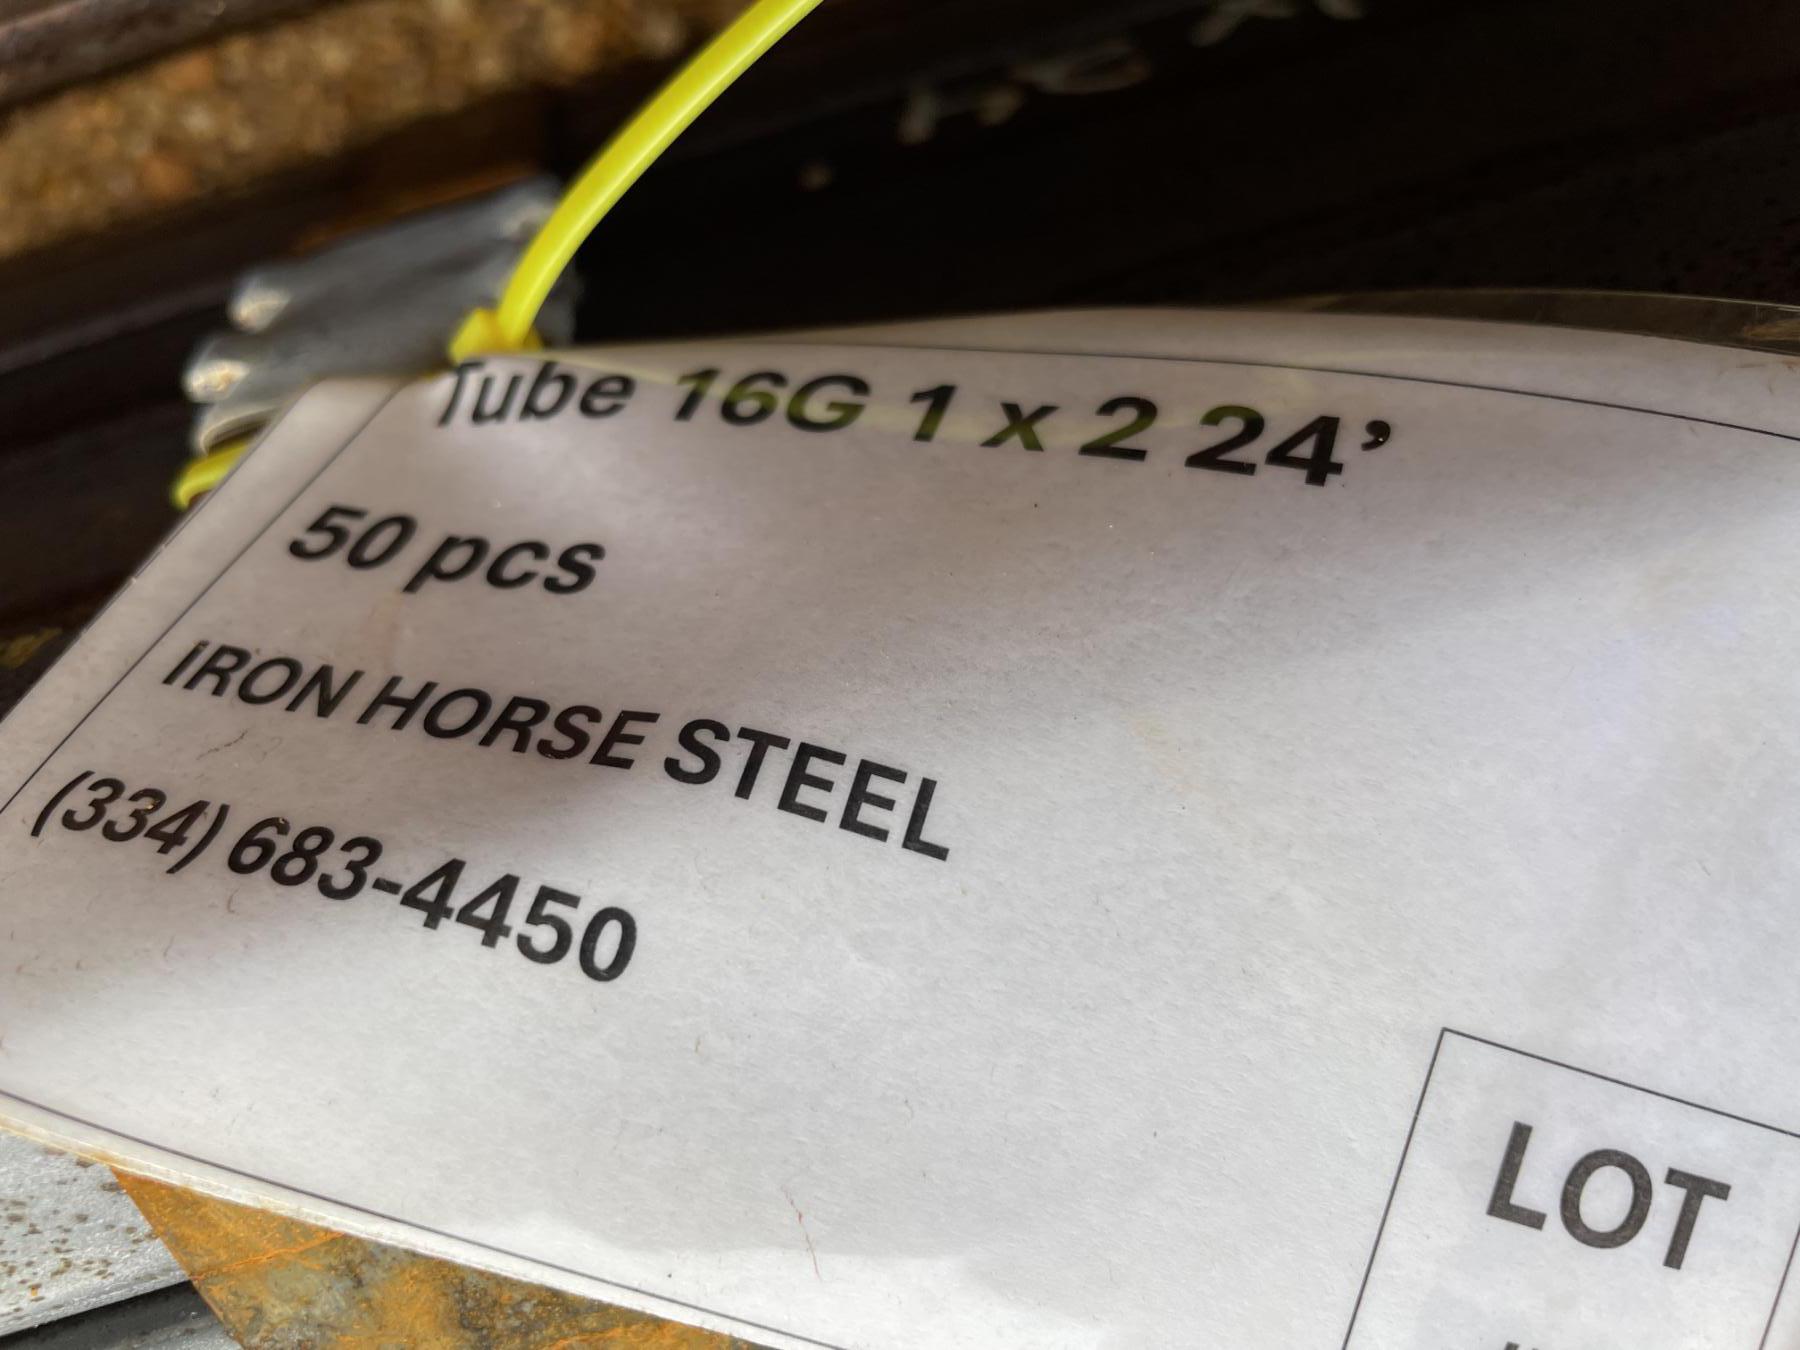 Tube 16G 1 x 2 24’
50 pcs
IRON HORSE STEEL
(334) 683-4450
LOT